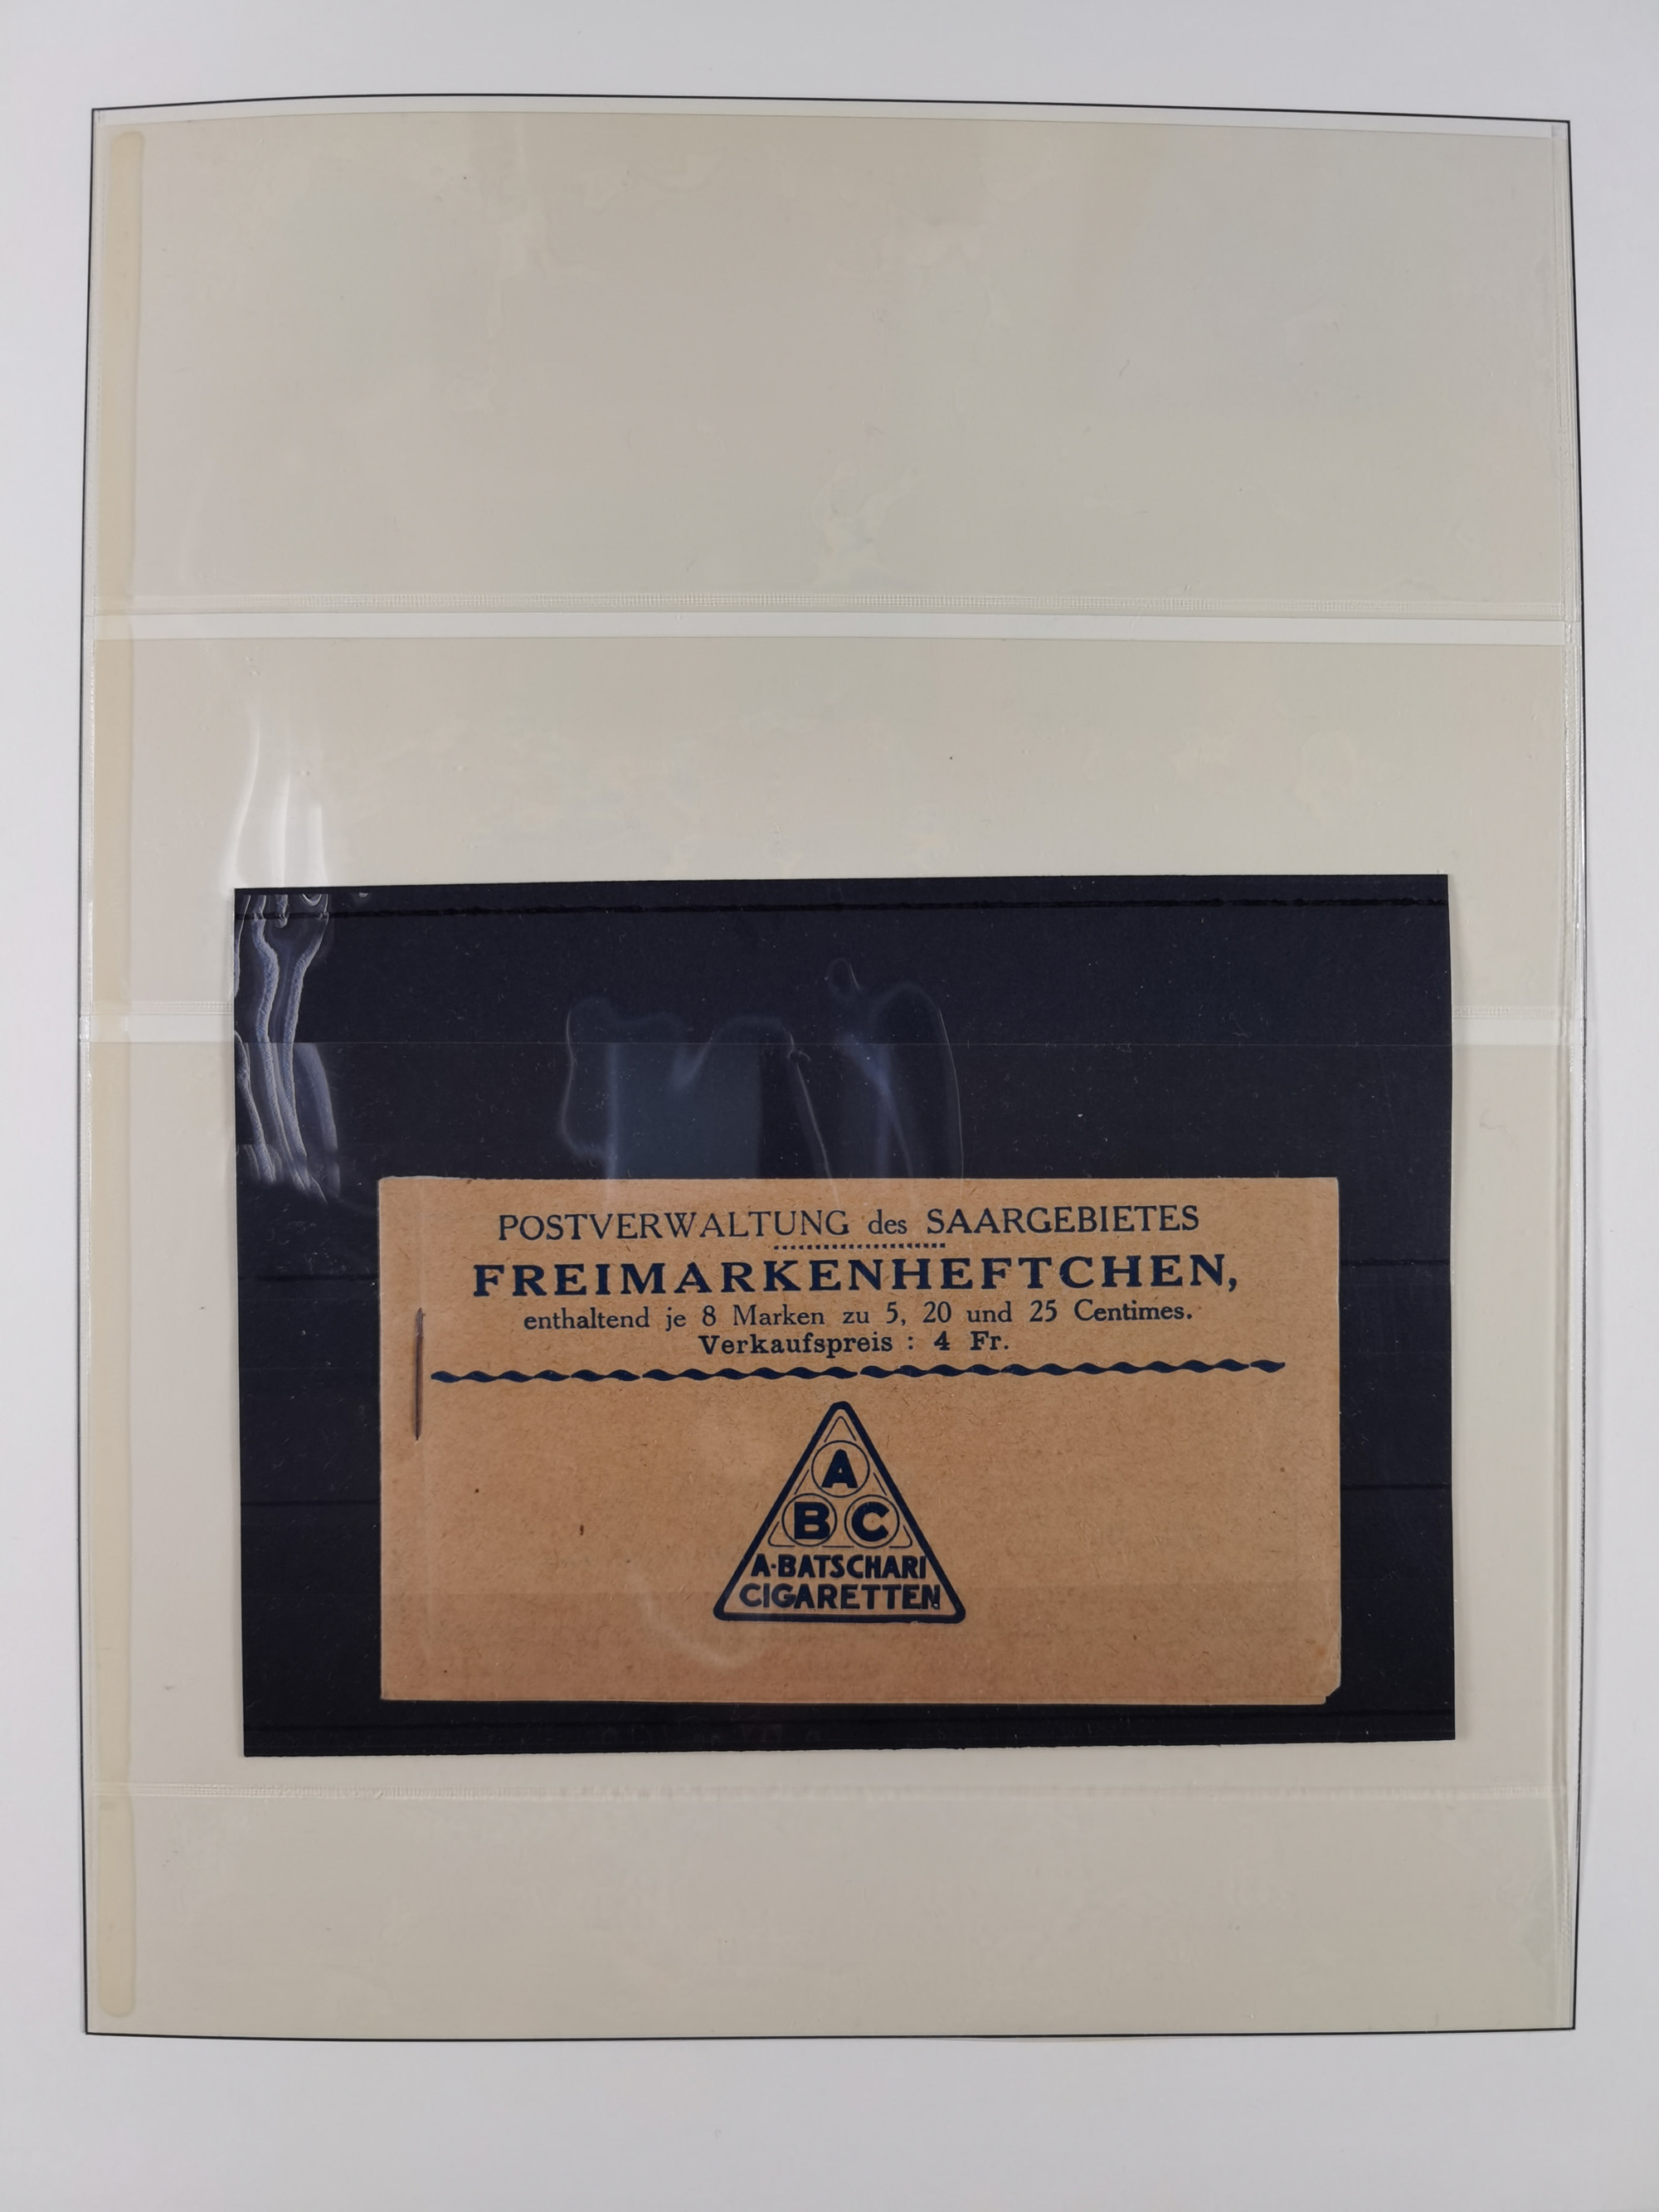 POSTVERWALTUNG des SAARGEBIETES
FREIMARKENHEFTCHEN,
enthaltend je 8 Marken zu 5, 20 und 25 Centimes.
Verkaufspreis : 4 Fr.
A
B C
A·BATSCHARI
CIGARETTEN